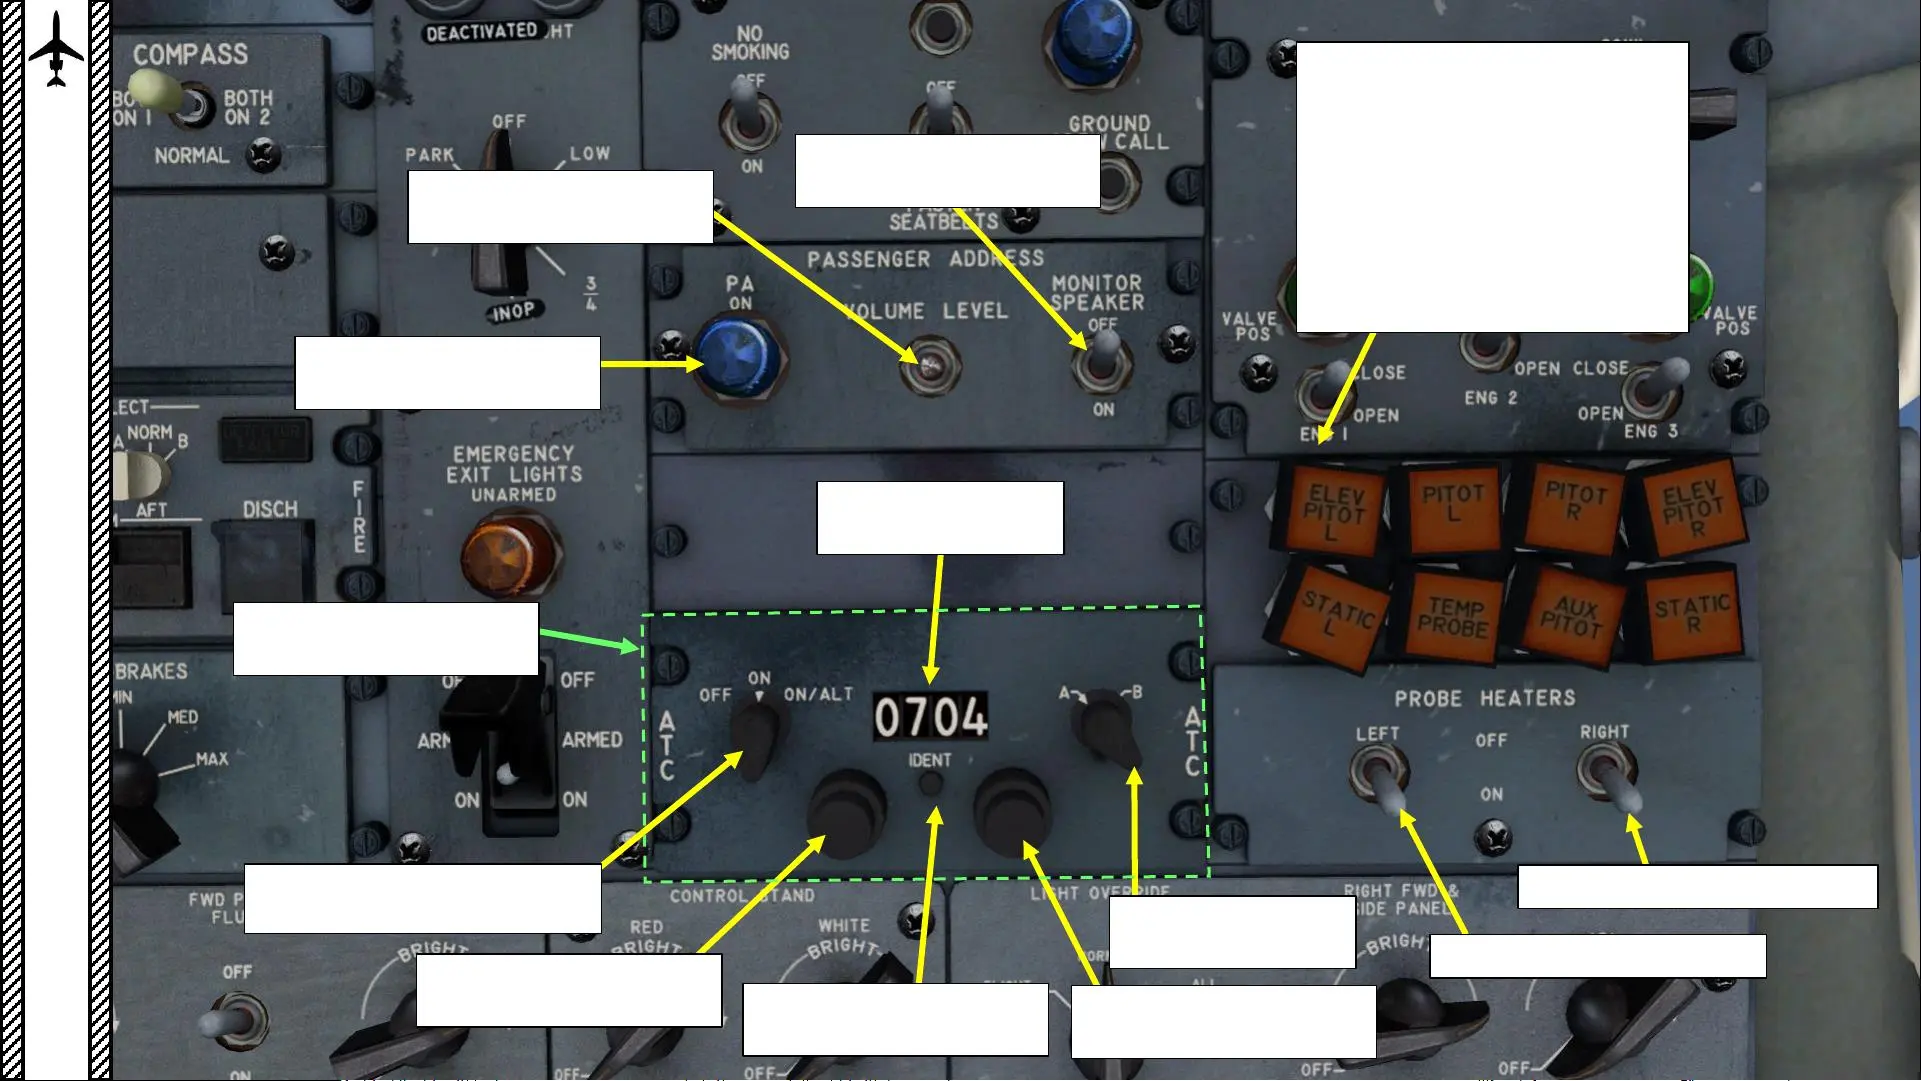 DEACTIVATED
HT
COMPASS
BOTH
ON 2
ON 1
NORMAL
NO
SMOKING
OFF
ON
OFF
GROUND
CALL
SEATBELTS
OFF
PARK
LOW
3
4
INOP
PASSENGER ADDRESS
PA
ON
VOLUME LEVEL
MONITOR
SPEAKER
OFF
ON
VALVE
POS
VALVE
POS
CLOSE
OPEN
ENG 1
OPEN CLOSE
ENG 2
OPEN
ENG 3
LECT
A NORM B
AFT
DISCH
FIRE
EMERGENCY
EXIT LIGHTS
UNARMED
OFF
ARMED
ON
ON
ELEV
PITOT
L
PITOT
L
PITOT
R
ELEV
PITOT
R
STATIC
L
TEMP
PROBE
AUX
PITOT
STATIC
R
BRAKES
MIN
MED
MAX
ATC
OFF
ON
ON/ALT
0704
IDENT
A
B
ATC
PROBE HEATERS
LEFT
OFF
RIGHT
ON
FWD P
FLU
OFF
ON
BRIGHT
CONTROL STAND
RED
BRIGHT
OFF
WHITE
BRIGHT
OFF
LIGHT OVERRIDE
RIGHT FWD &
SIDE PANEL
BRIGHT
OFF
OFF